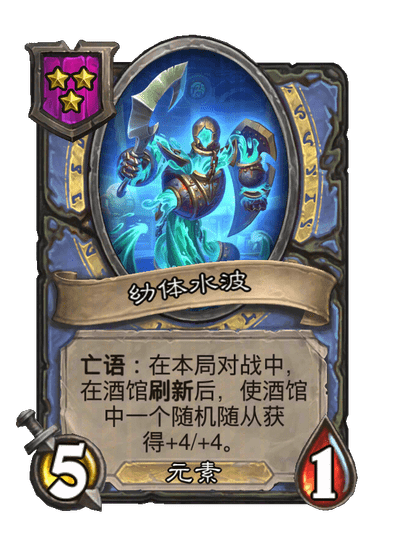 幼体水波
亡语：在本局对战中，
在酒馆刷新后，使酒馆
中一个随机随从获
得+4/+4。
5
元素
1